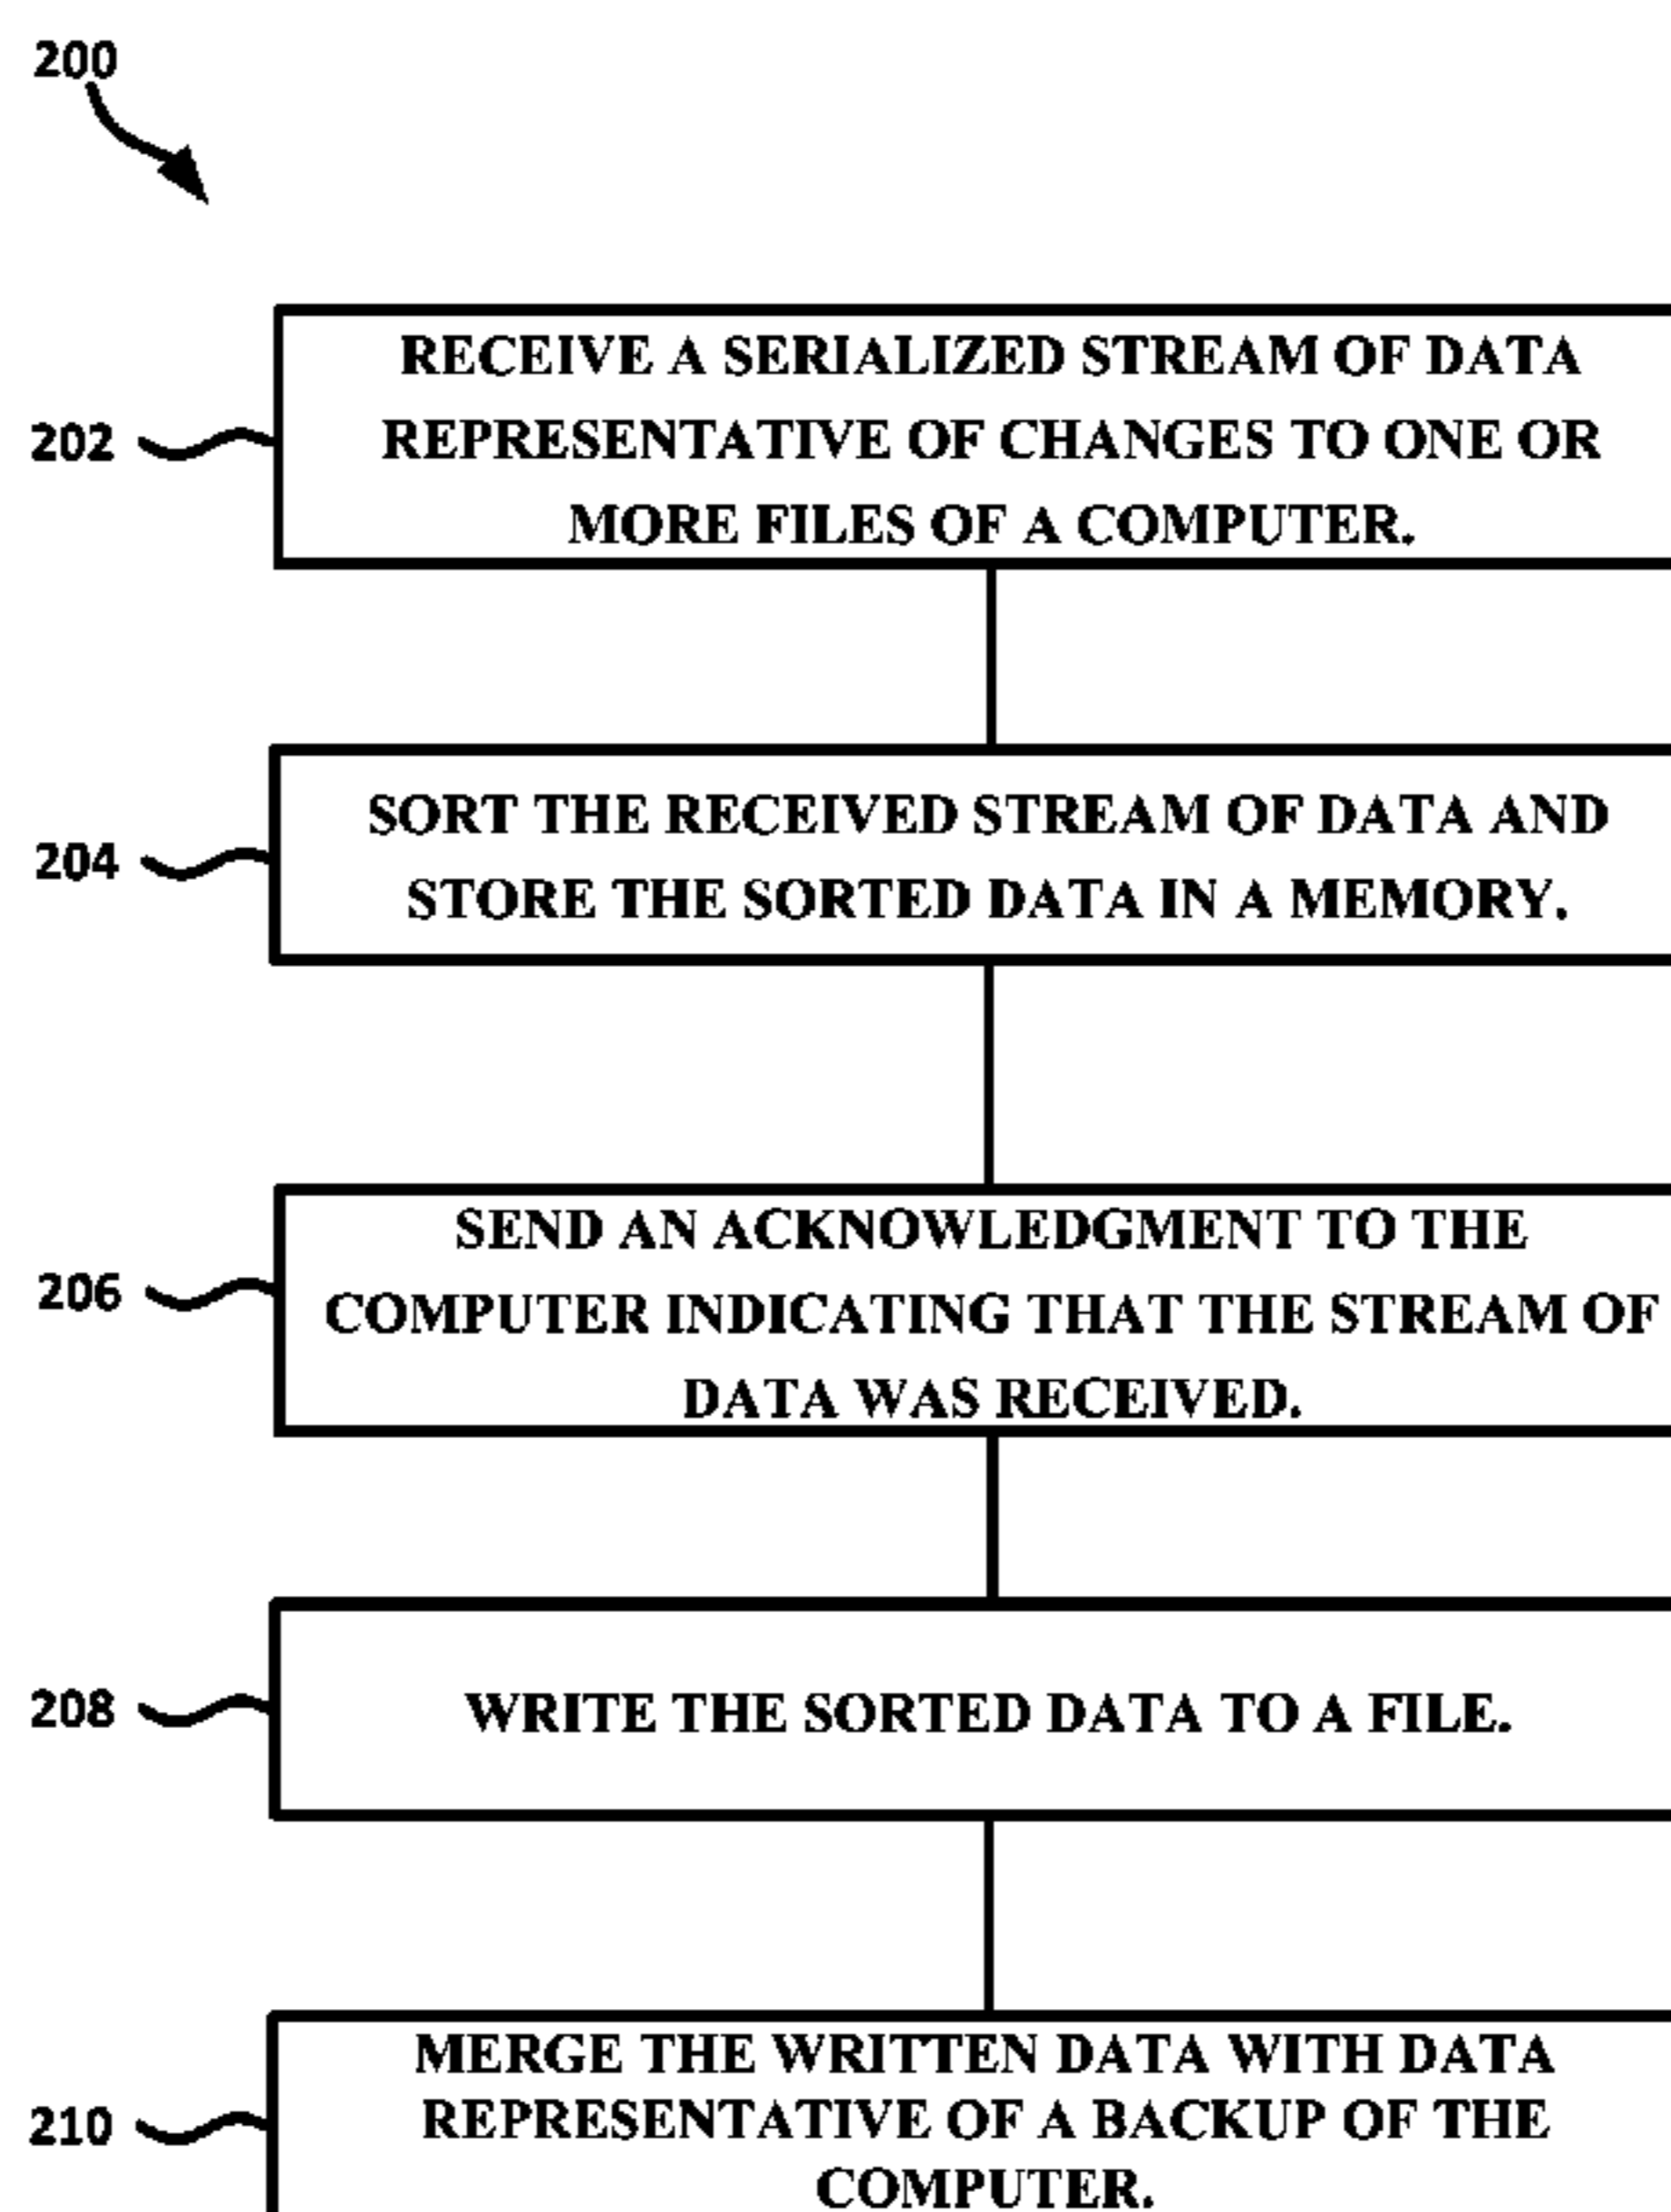 200
202
RECEIVE A SERIALIZED STREAM OF DATA
REPRESENTATIVE OF CHANGES TO ONE OR
MORE FILES OF A COMPUTER.
204
SORT THE RECEIVED STREAM OF DATA AND
STORE THE SORTED DATA IN A MEMORY.
206
SEND AN ACKNOWLEDGMENT TO THE
COMPUTER INDICATING THAT THE STREAM OF
DATA WAS RECEIVED.
208
WRITE THE SORTED DATA TO A FILE.
210
MERGE THE WRITTEN DATA WITH DATA
REPRESENTATIVE OF A BACKUP OF THE
COMPUTER.